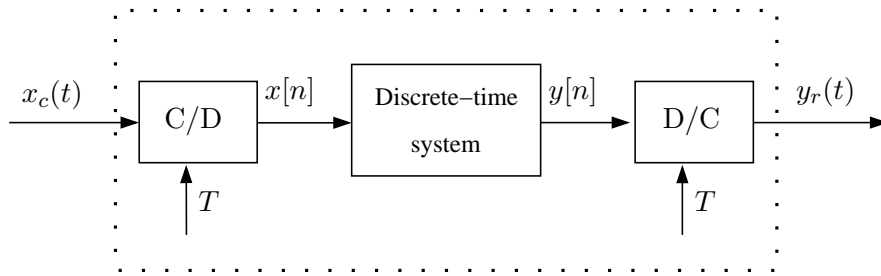 x_c(t)
C/D
x[n]
Discrete–time
system
y[n]
D/C
y_r(t)
T
T